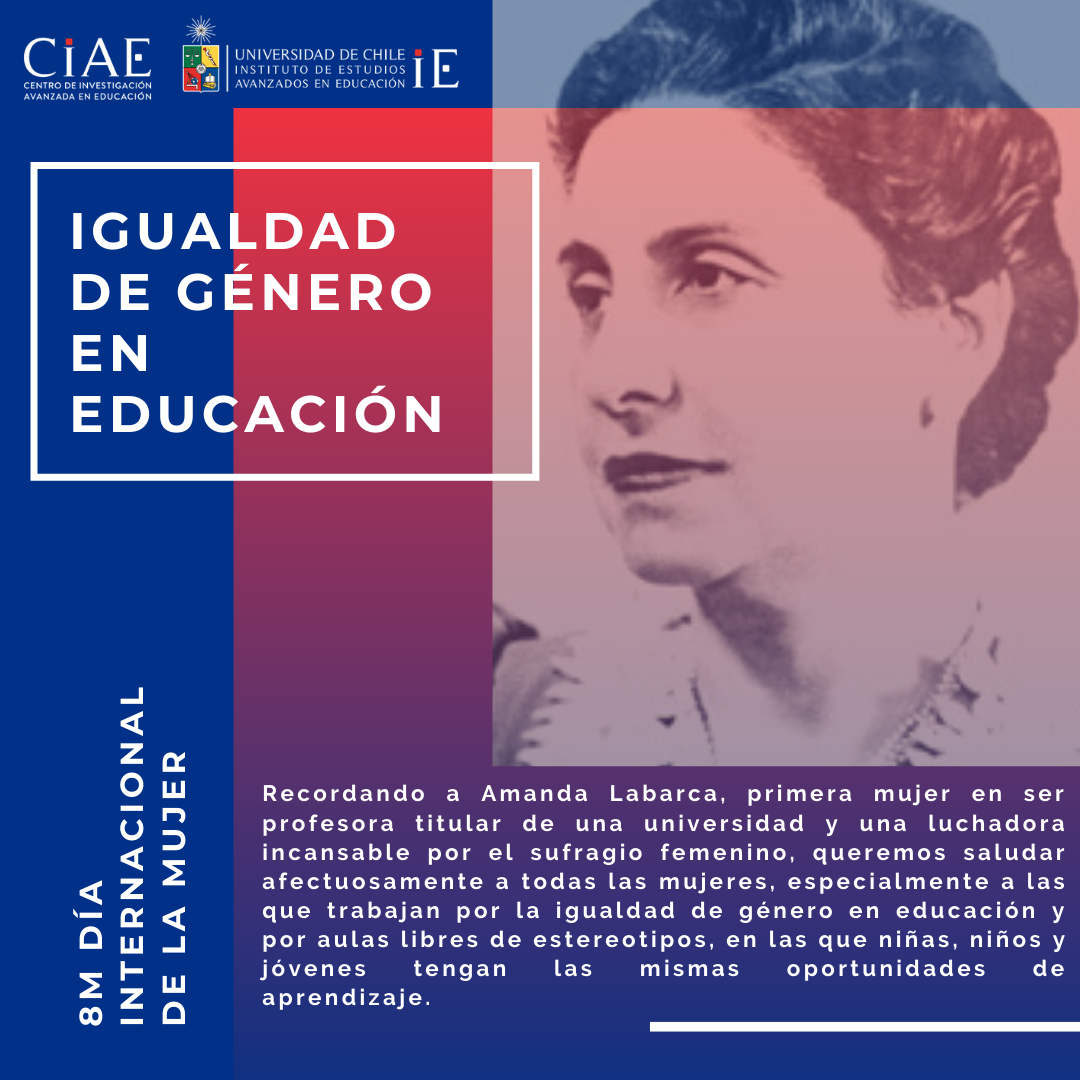 CiAE
CENTRO DE INVESTIGACIÓN
AVANZADA EN EDUCACIÓN
UNIVERSIDAD DE CHILE
INSTITUTO DE ESTUDIOS
AVANZADOS EN EDUCACIÓN
iE
IGUALDAD
DE GÉNERO
EN
EDUCACIÓN
8M DÍA
INTERNACIONAL
DE LA MUJER
Recordando a Amanda Labarca, primera mujer en ser
profesora titular de una universidad y una luchadora
incansable por el sufragio femenino, queremos saludar
afectuosamente a todas las mujeres, especialmente a las
que trabajan por la igualdad de género en educación y
por aulas libres de estereotipos, en las que niñas, niños y
jóvenes tengan las mismas oportunidades de
aprendizaje.